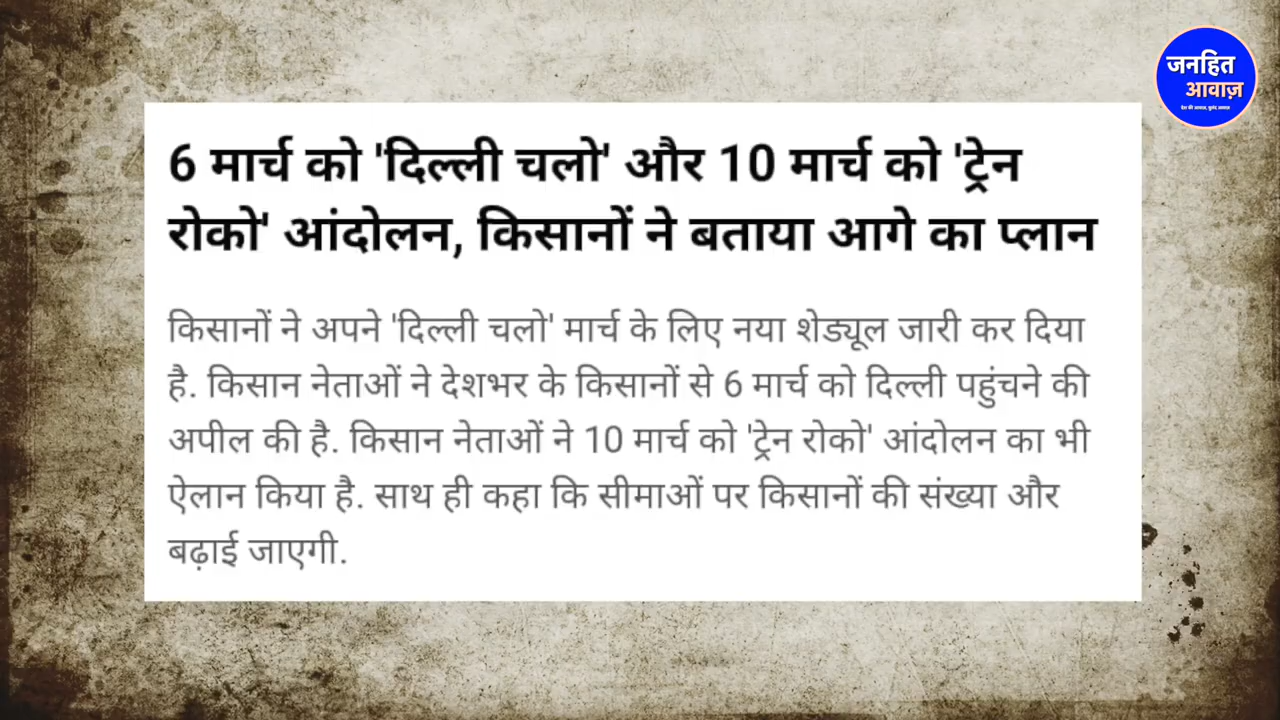 जनहित
आवाज़
6 मार्च को 'दिल्ली चलो' और 10 मार्च को 'ट्रेन
रोको' आंदोलन, किसानों ने बताया आगे का प्लान
किसानों ने अपने 'दिल्ली चलो' मार्च के लिए नया शेड्यूल जारी कर दिया
है. किसान नेताओं ने देशभर के किसानों से 6 मार्च को दिल्ली पहुंचने की
अपील की है. किसान नेताओं ने 10 मार्च को 'ट्रेन रोको' आंदोलन का भी
ऐलान किया है. साथ ही कहा कि सीमाओं पर किसानों की संख्या और
बढ़ाई जाएगी.